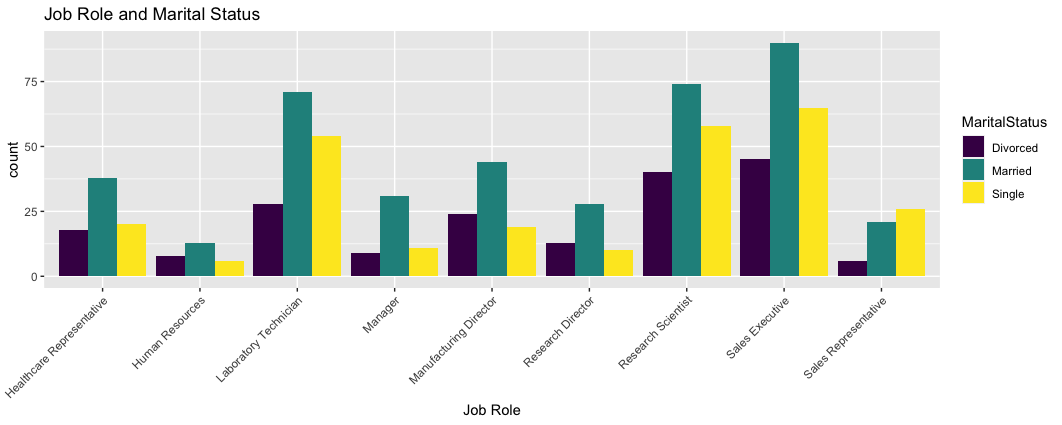 Job Role and Marital Status
count
75
50
25
0
Healthcare Representative
Human Resources
Laboratory Technician
Manager
Manufacturing Director
Research Director
Research Scientist
Sales Executive
Sales Representative
Job Role
MaritalStatus
Divorced
Married
Single